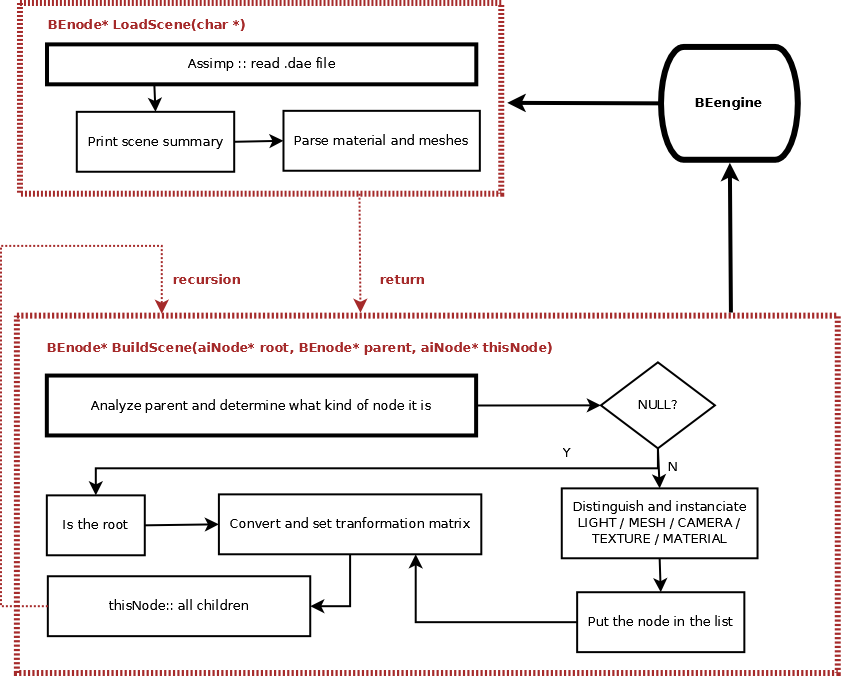 BEnode* LoadScene(char *)
Assimp :: read .dae file
BEengine
Print scene summary
Parse material and meshes
recursion
return
BEnode* BuildScene(aiNode* root, BEnode* parent, aiNode* thisNode)
Analyze parent and determine what kind of node it is
NULL?
Y
N
Is the root
Convert and set tranformation matrix
Distinguish and instanciate
LIGHT / MESH / CAMERA /
TEXTURE / MATERIAL
thisNode:: all children
Put the node in the list